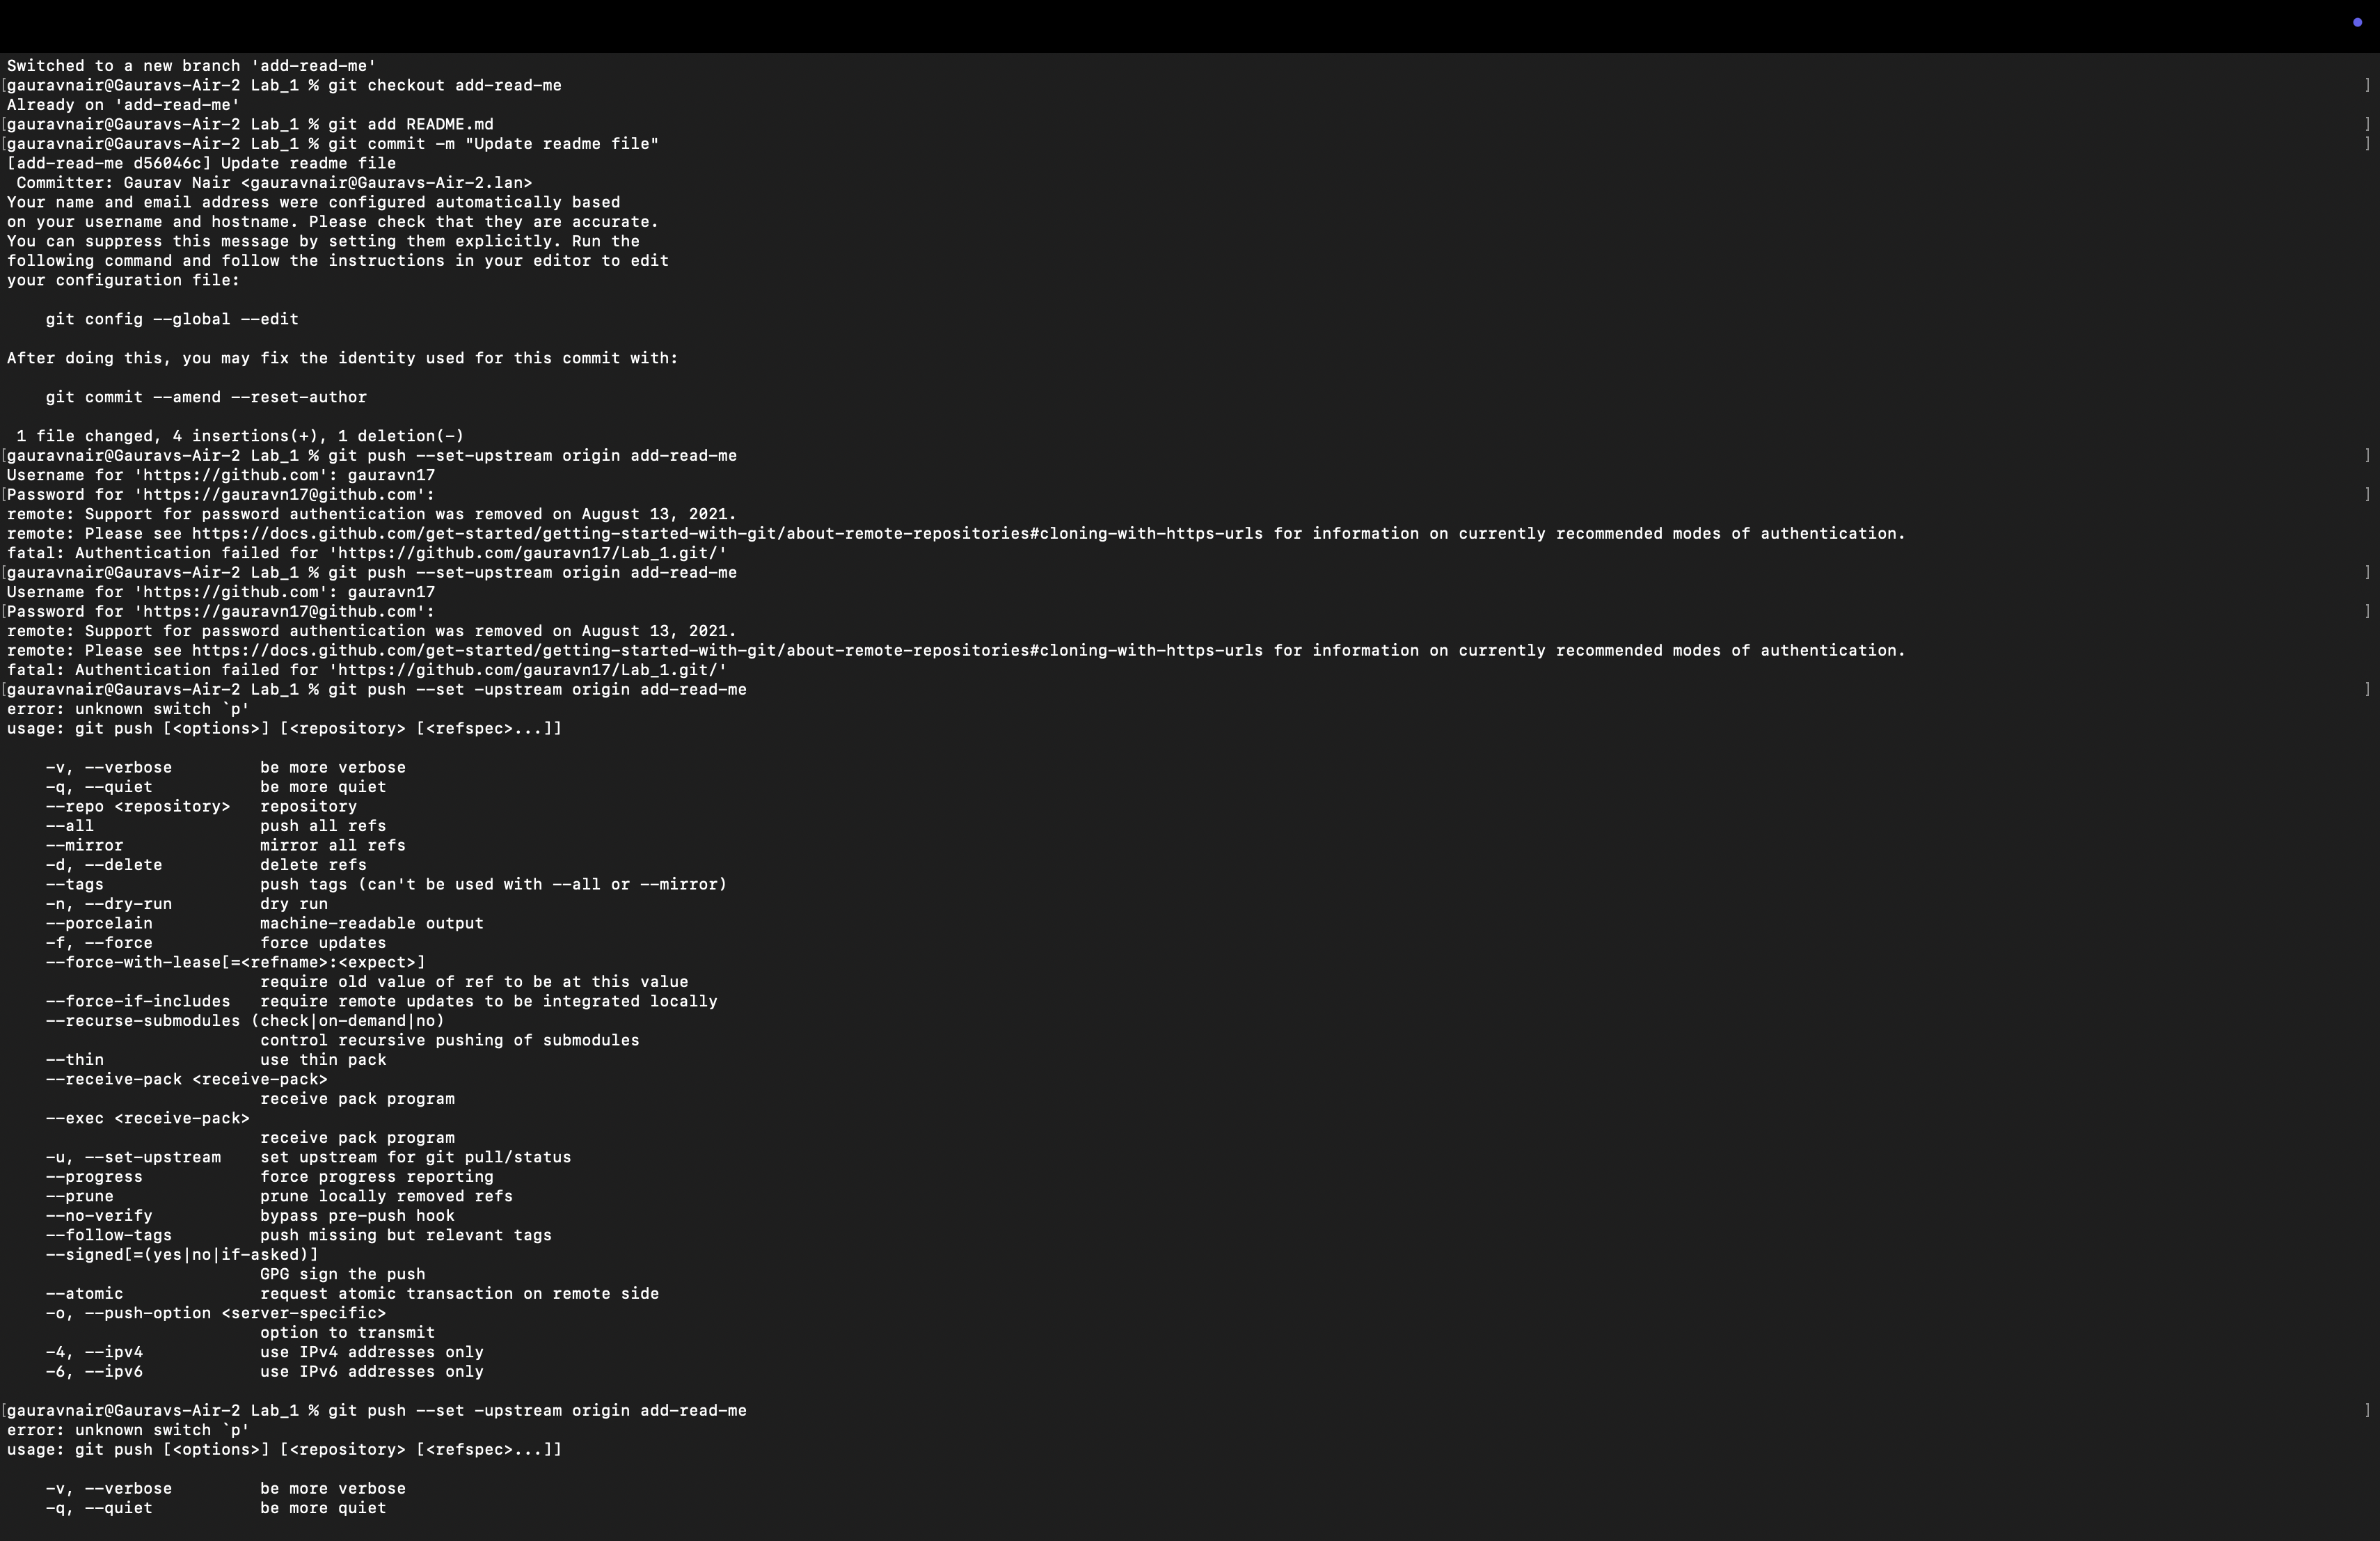 Switched to a new branch 'add-read-me'
[gauravnair@Gauravs-Air-2 Lab_1 % git checkout add-read-me ]
Already on 'add-read-me'
[gauravnair@Gauravs-Air-2 Lab_1 % git add README.md ]
[gauravnair@Gauravs-Air-2 Lab_1 % git commit -m "Update readme file" ]
[add-read-me d56046c] Update readme file
 Committer: Gaurav Nair <gauravnair@Gauravs-Air-2.lan>
Your name and email address were configured automatically based
on your username and hostname. Please check that they are accurate.
You can suppress this message by setting them explicitly. Run the
following command and follow the instructions in your editor to edit
your configuration file:

    git config --global --edit

After doing this, you may fix the identity used for this commit with:

    git commit --amend --reset-author

 1 file changed, 4 insertions(+), 1 deletion(-)
[gauravnair@Gauravs-Air-2 Lab_1 % git push --set-upstream origin add-read-me ]
Username for 'https://github.com': gauravn17
[Password for 'https://gauravn17@github.com': ]
remote: Support for password authentication was removed on August 13, 2021.
remote: Please see https://docs.github.com/get-started/getting-started-with-git/about-remote-repositories#cloning-with-https-urls for information on currently recommended modes of authentication.
fatal: Authentication failed for 'https://github.com/gauravn17/Lab_1.git/'
[gauravnair@Gauravs-Air-2 Lab_1 % git push --set-upstream origin add-read-me ]
Username for 'https://github.com': gauravn17
[Password for 'https://gauravn17@github.com': ]
remote: Support for password authentication was removed on August 13, 2021.
remote: Please see https://docs.github.com/get-started/getting-started-with-git/about-remote-repositories#cloning-with-https-urls for information on currently recommended modes of authentication.
fatal: Authentication failed for 'https://github.com/gauravn17/Lab_1.git/'
[gauravnair@Gauravs-Air-2 Lab_1 % git push --set -upstream origin add-read-me ]
error: unknown switch `p'
usage: git push [<options>] [<repository> [<refspec>...]]

    -v, --verbose         be more verbose
    -q, --quiet           be more quiet
    --repo <repository>   repository
    --all                 push all refs
    --mirror              mirror all refs
    -d, --delete          delete refs
    --tags                push tags (can't be used with --all or --mirror)
    -n, --dry-run         dry run
    --porcelain           machine-readable output
    -f, --force           force updates
    --force-with-lease[=<refname>:<expect>]
                          require old value of ref to be at this value
    --force-if-includes   require remote updates to be integrated locally
    --recurse-submodules (check|on-demand|no)
                          control recursive pushing of submodules
    --thin                use thin pack
    --receive-pack <receive-pack>
                          receive pack program
    --exec <receive-pack>
                          receive pack program
    -u, --set-upstream    set upstream for git pull/status
    --progress            force progress reporting
    --prune               prune locally removed refs
    --no-verify           bypass pre-push hook
    --follow-tags         push missing but relevant tags
    --signed[=(yes|no|if-asked)]
                          GPG sign the push
    --atomic              request atomic transaction on remote side
    -o, --push-option <server-specific>
                          option to transmit
    -4, --ipv4            use IPv4 addresses only
    -6, --ipv6            use IPv6 addresses only

[gauravnair@Gauravs-Air-2 Lab_1 % git push --set -upstream origin add-read-me ]
error: unknown switch `p'
usage: git push [<options>] [<repository> [<refspec>...]]

    -v, --verbose         be more verbose
    -q, --quiet           be more quiet